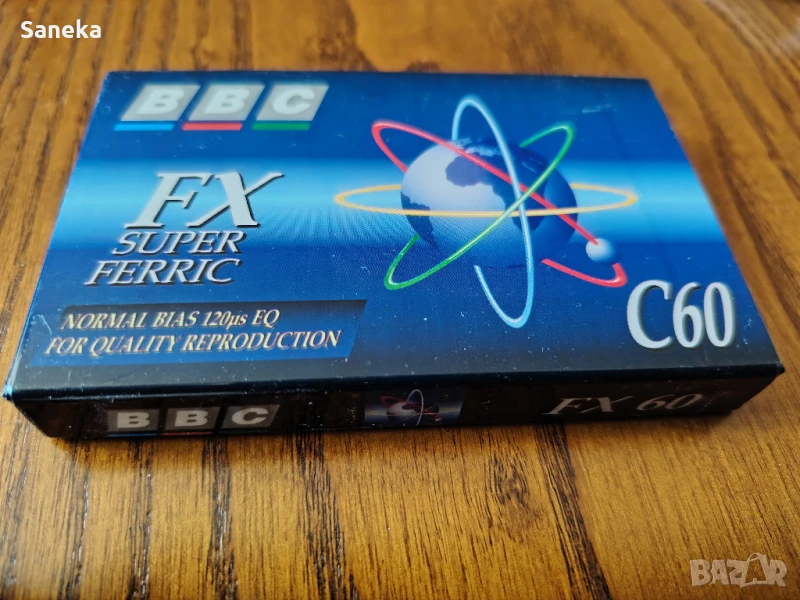 Saneka
BBC
FX
SUPER
FERRIC
NORMAL BIAS 120µs EQ
FOR QUALITY REPRODUCTION
C60
BBC
FX 60
BAZAR